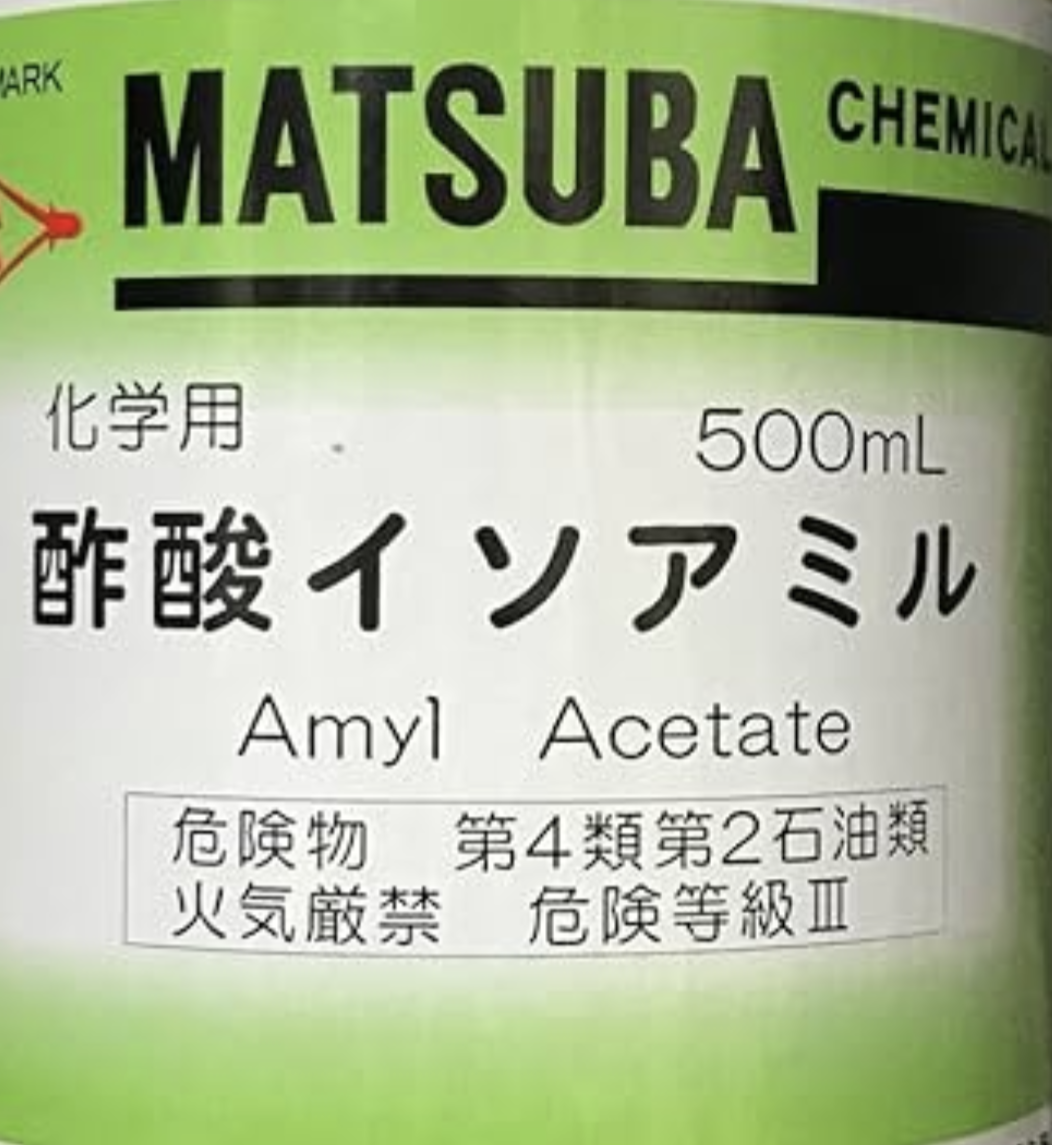 MARK
MATSUBA CHEMICAL
化学用 500mL
酢酸イソアミル
Amyl Acetate
危険物 第4類第2石油類
火気厳禁 危険等級Ⅲ